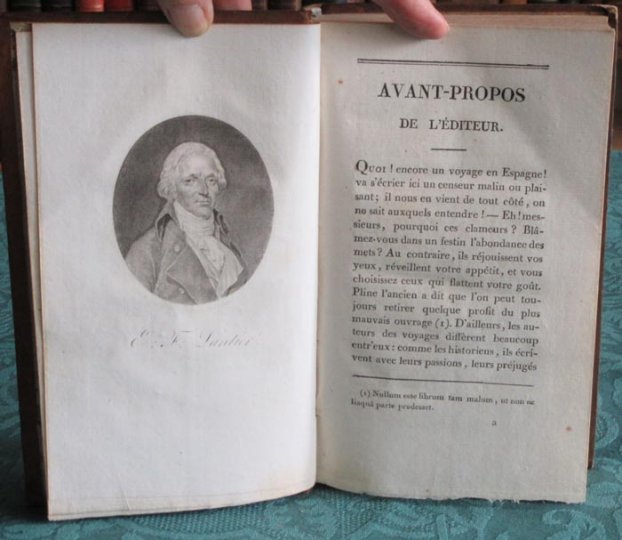 E. F. Lantier
AVANT-PROPOS
DE L'ÉDITEUR.
QUOI ! encore un voyage en Espagne!
va s'écrier ici un censeur malin ou plai-
sant ; il nous en vient de tout côté, on
no sait auxquels entendre ! — Eh! mes-
sieurs, pourquoi ces clameurs ? Blâ-
mez-vous dans un festin l'abondance des
mets ? Au contraire, ils réjouissent vos
yeux, réveillent votre appétit, et vous
choisissez ceux qui flattent votre goût.
Pline l'ancien a dit que l'on peut tou-
jours retirer quelque profit du plus
mauvais ouvrage (1). D'ailleurs, les au-
teurs des voyages diffèrent beaucoup
entr'eux : comme les historiens, ils écri-
vent avec leurs passions, leurs préjugés
(1) Nullum esse librum tam malum, ut non ne
linquà parte prodesset.
a